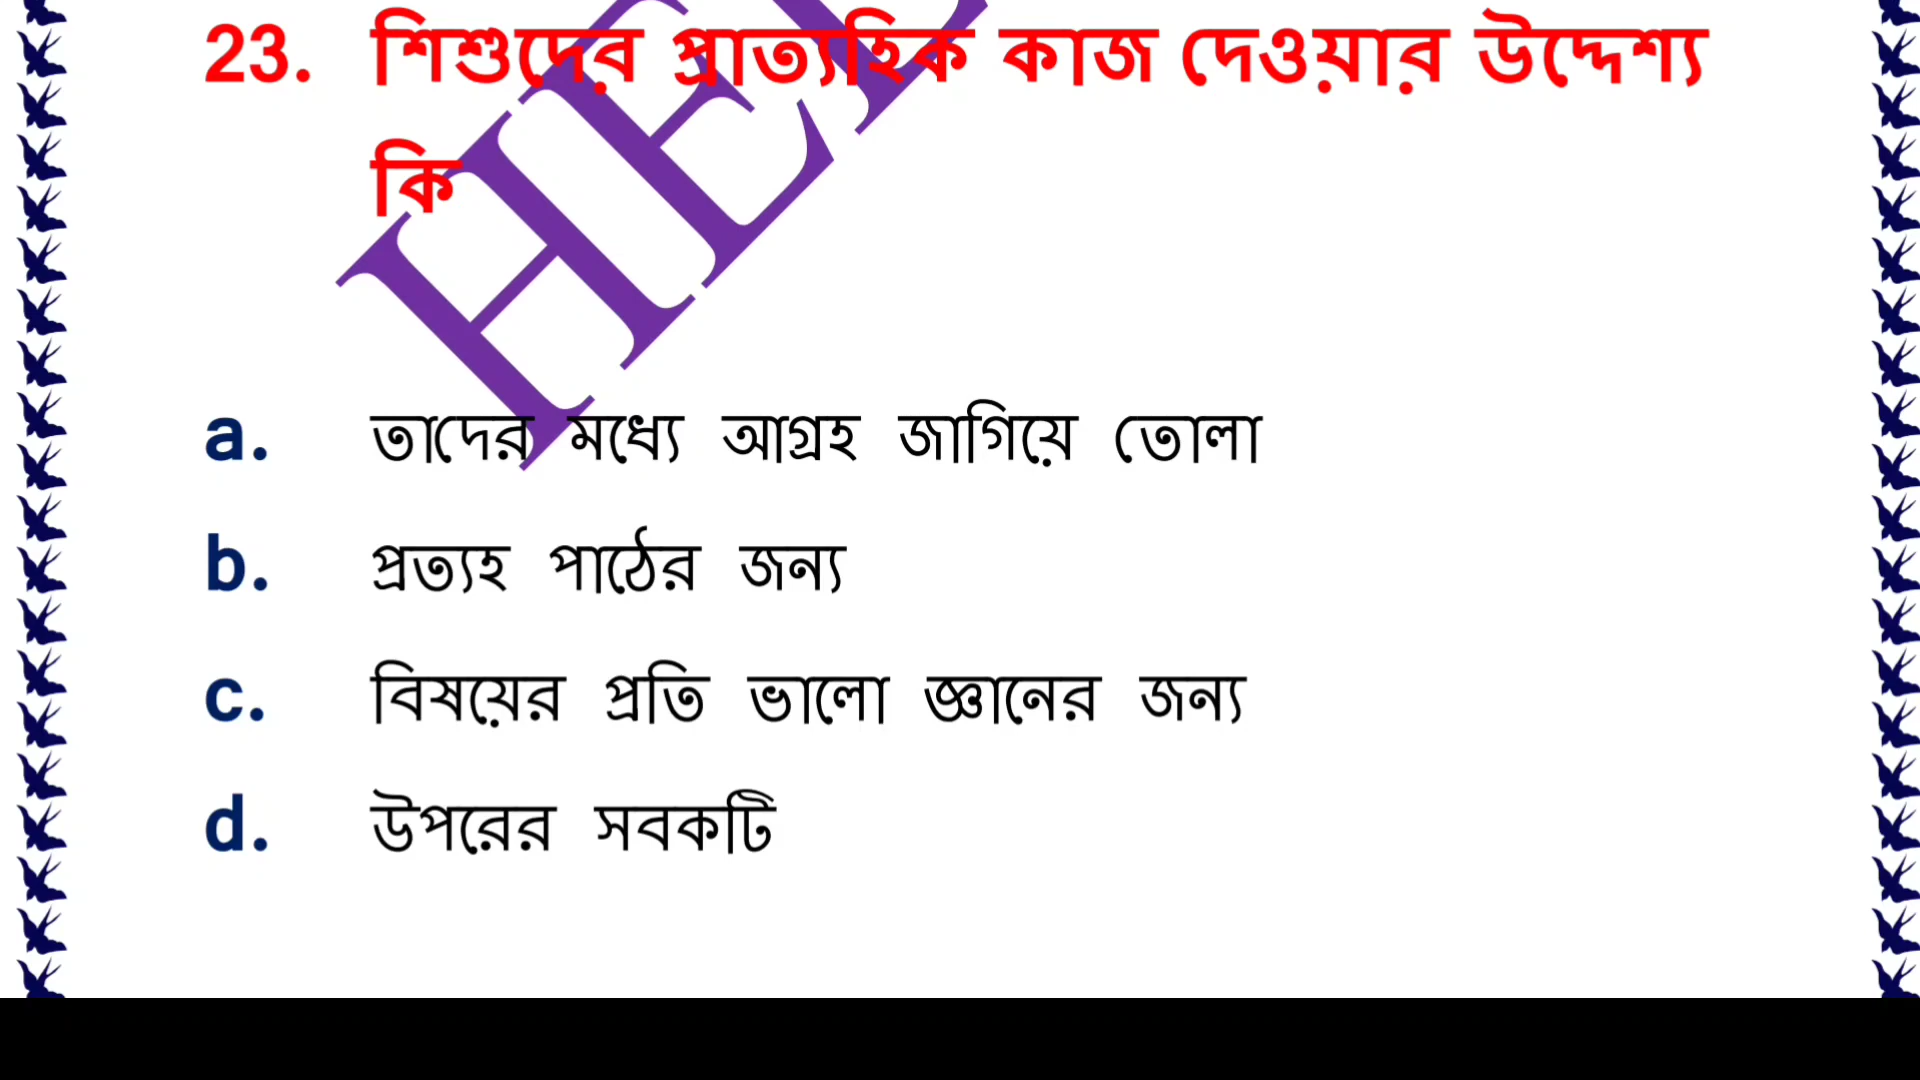 23. শিশুদের প্রাত্যহিক কাজ দেওয়ার উদ্দেশ্য
কি
a. তাদের মধ্যে আগ্রহ জাগিয়ে তোলা
b. প্রত্যহ পাঠের জন্য
c. বিষয়ের প্রতি ভালো জ্ঞানের জন্য
d. উপরের সবকটি